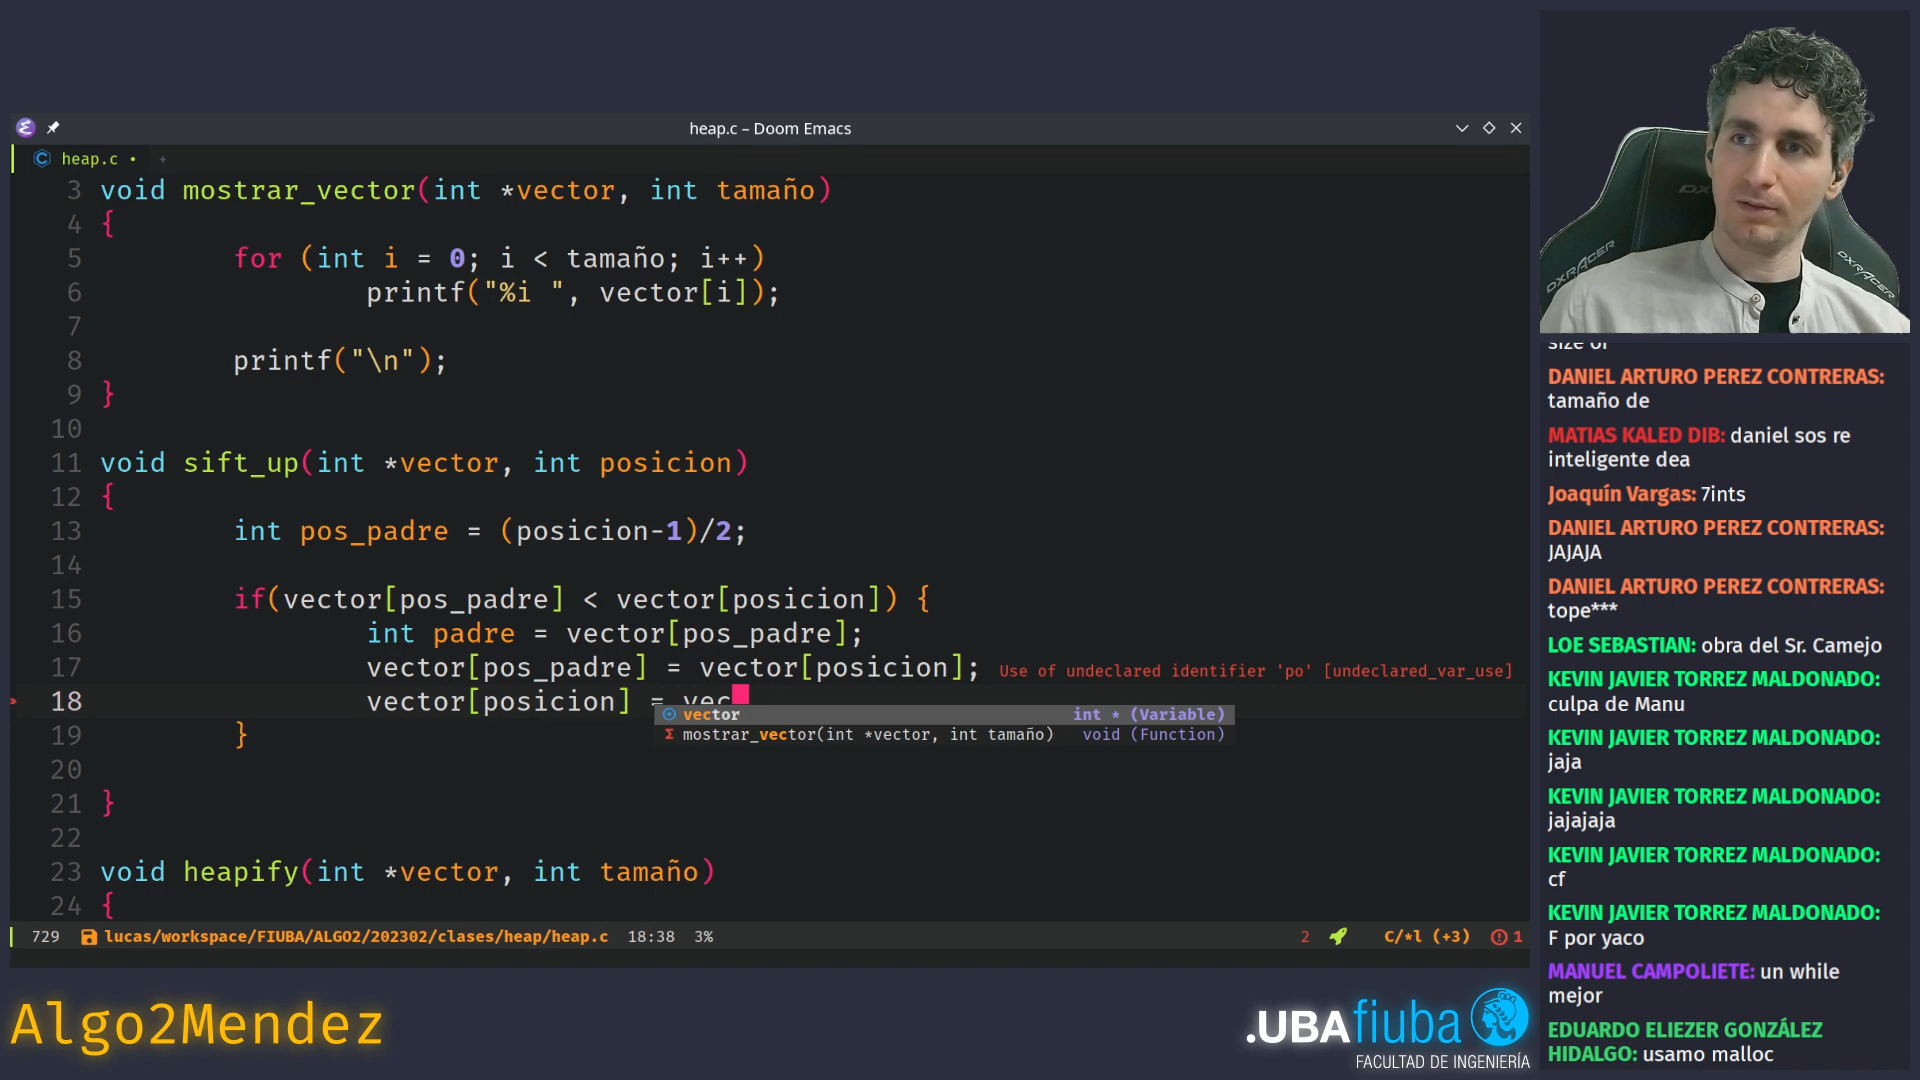 heap.c – Doom Emacs
heap.c • +
3 void mostrar_vector(int *vector, int tamaño)
4 {
5 for (int i = 0; i < tamaño; i++)
6 printf("%i ", vector[i]);
7
8 printf("\n");
9 }
10
11 void sift_up(int *vector, int posicion)
12 {
13 int pos_padre = (posicion-1)/2;
14
15 if(vector[pos_padre] < vector[posicion]) {
16 int padre = vector[pos_padre];
17 vector[pos_padre] = vector[posicion]; Use of undeclared identifier 'po' [undeclared_var_use]
18 vector[posicion] = vec
vector int * (Variable)
19 }
mostrar_vector(int *vector, int tamaño) void (Function)
20
21 }
22
23 void heapify(int *vector, int tamaño)
24 {
729 lucas/workspace/FIUBA/ALGO2/202302/clases/heap/heap.c 18:38 3% 2 C/*l (+3) 1
DXRACER
DXRACER
size of
DANIEL ARTURO PEREZ CONTRERAS:
tamaño de
MATIAS KALED DIB: daniel sos re
inteligente dea
Joaquín Vargas: 7ints
DANIEL ARTURO PEREZ CONTRERAS:
JAJAJA
DANIEL ARTURO PEREZ CONTRERAS:
tope***
LOE SEBASTIAN: obra del Sr. Camejo
KEVIN JAVIER TORREZ MALDONADO:
culpa de Manu
KEVIN JAVIER TORREZ MALDONADO:
jaja
KEVIN JAVIER TORREZ MALDONADO:
jajajaja
KEVIN JAVIER TORREZ MALDONADO:
cf
KEVIN JAVIER TORREZ MALDONADO:
F por yaco
MANUEL CAMPOLIETE: un while
mejor
EDUARDO ELIEZER GONZÁLEZ
HIDALGO: usamo malloc
Algo2Mendez
.UBAfiuba
FACULTAD DE INGENIERÍA